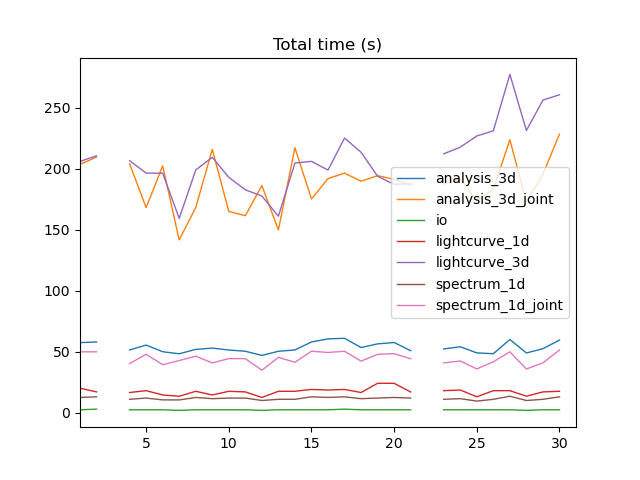 Total time (s)
250
200
150
100
50
0
analysis_3d
analysis_3d_joint
io
lightcurve_1d
lightcurve_3d
spectrum_1d
spectrum_1d_joint
5 10 15 20 25 30